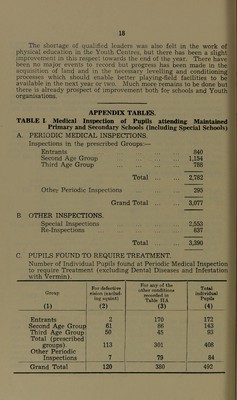 18
The shortage of qualified leaders was also felt in the work of
physical education in the Youth Centres, but there has been a slight
improvement in this respect towards the end of the year. There have
been no major events to record but progress has been made in the
acquisition of land and in the necessary levelling and conditioning
processes which should enable better playing-field facilities to be
available in the next year or two. Much more remains to be done but
there is already prospect of improvement both for schools and Youth
organisations.
APPENDIX TABLES.
TABLE I Medical Inspection of Pupils attending Maintained
Primary and Secondary Schools (including Special Schools)
A. PERIODIC MEDICAL INSPECTIONS.
Inspections in the prescribed Groups:—
Entrants ... 840
Second Age Group ... 1,154
Third Age Group ... 788
Total ... 2,782
Other Periodic Inspections ... 295
Grand Total ... 3,077
B OTHER INSPECTIONS.
Special Inspections ... 2,553
Re-Inspections ... 837
Total ... 3,390
C. PUPILS FOUND TO REQUIRE TREATMENT.
Number of Individual Pupils found at Periodic Medical Inspection
to require Treatment (excluding Dental Diseases and Infestation
with Vermin).
Group (1) | For defective vision (excluding squint) (2) | For any of the other conditions recorded in Table IIA (3) | Total individual Pupils (4)
Entrants 2 170 172
Second Age Group 61 86 143
Third Age Group 50 45 93
Total (prescribed
groups). 113 301 408
Other Periodic
Inspections 7 79 84
Grand Total 120 380 492